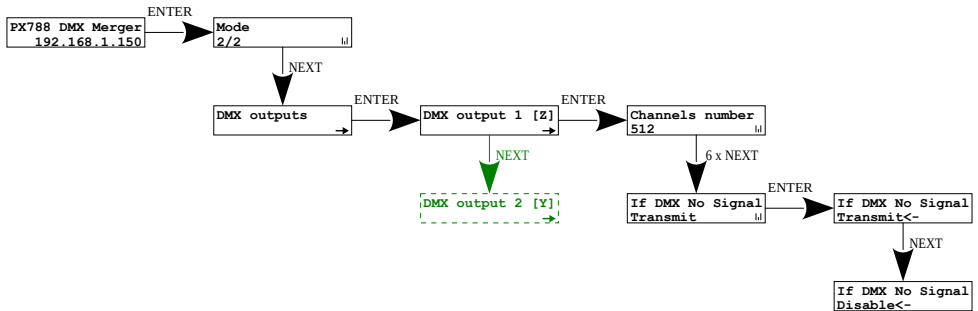 ENTER
PX788 DMX Merger
192.168.1.150
Mode
2/2
NEXT
DMX outputs
ENTER
DMX output 1 [Z]
ENTER
Channels number
512
NEXT
6 x NEXT
DMX output 2 [Y]
If DMX No Signal
Transmit
ENTER
If DMX No Signal
Transmit<-
NEXT
If DMX No Signal
Disable<-